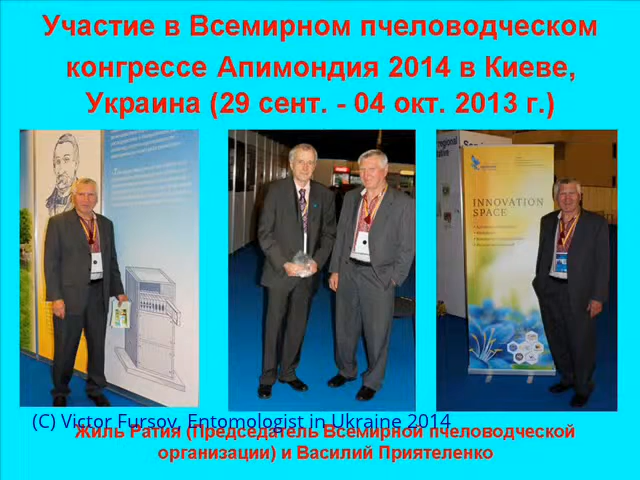 Участие в Всемирном пчеловодческом
конгрессе Апимондия 2014 в Киеве,
Украина (29 сент. - 04 окт. 2013 г.)
INNOVATION
SPACE
(C) Victor Fursov, Entomologist in Ukraine 2014
Жиль Ратия (Председатель Всемирной пчеловодческой
организации) и Василий Приятеленко